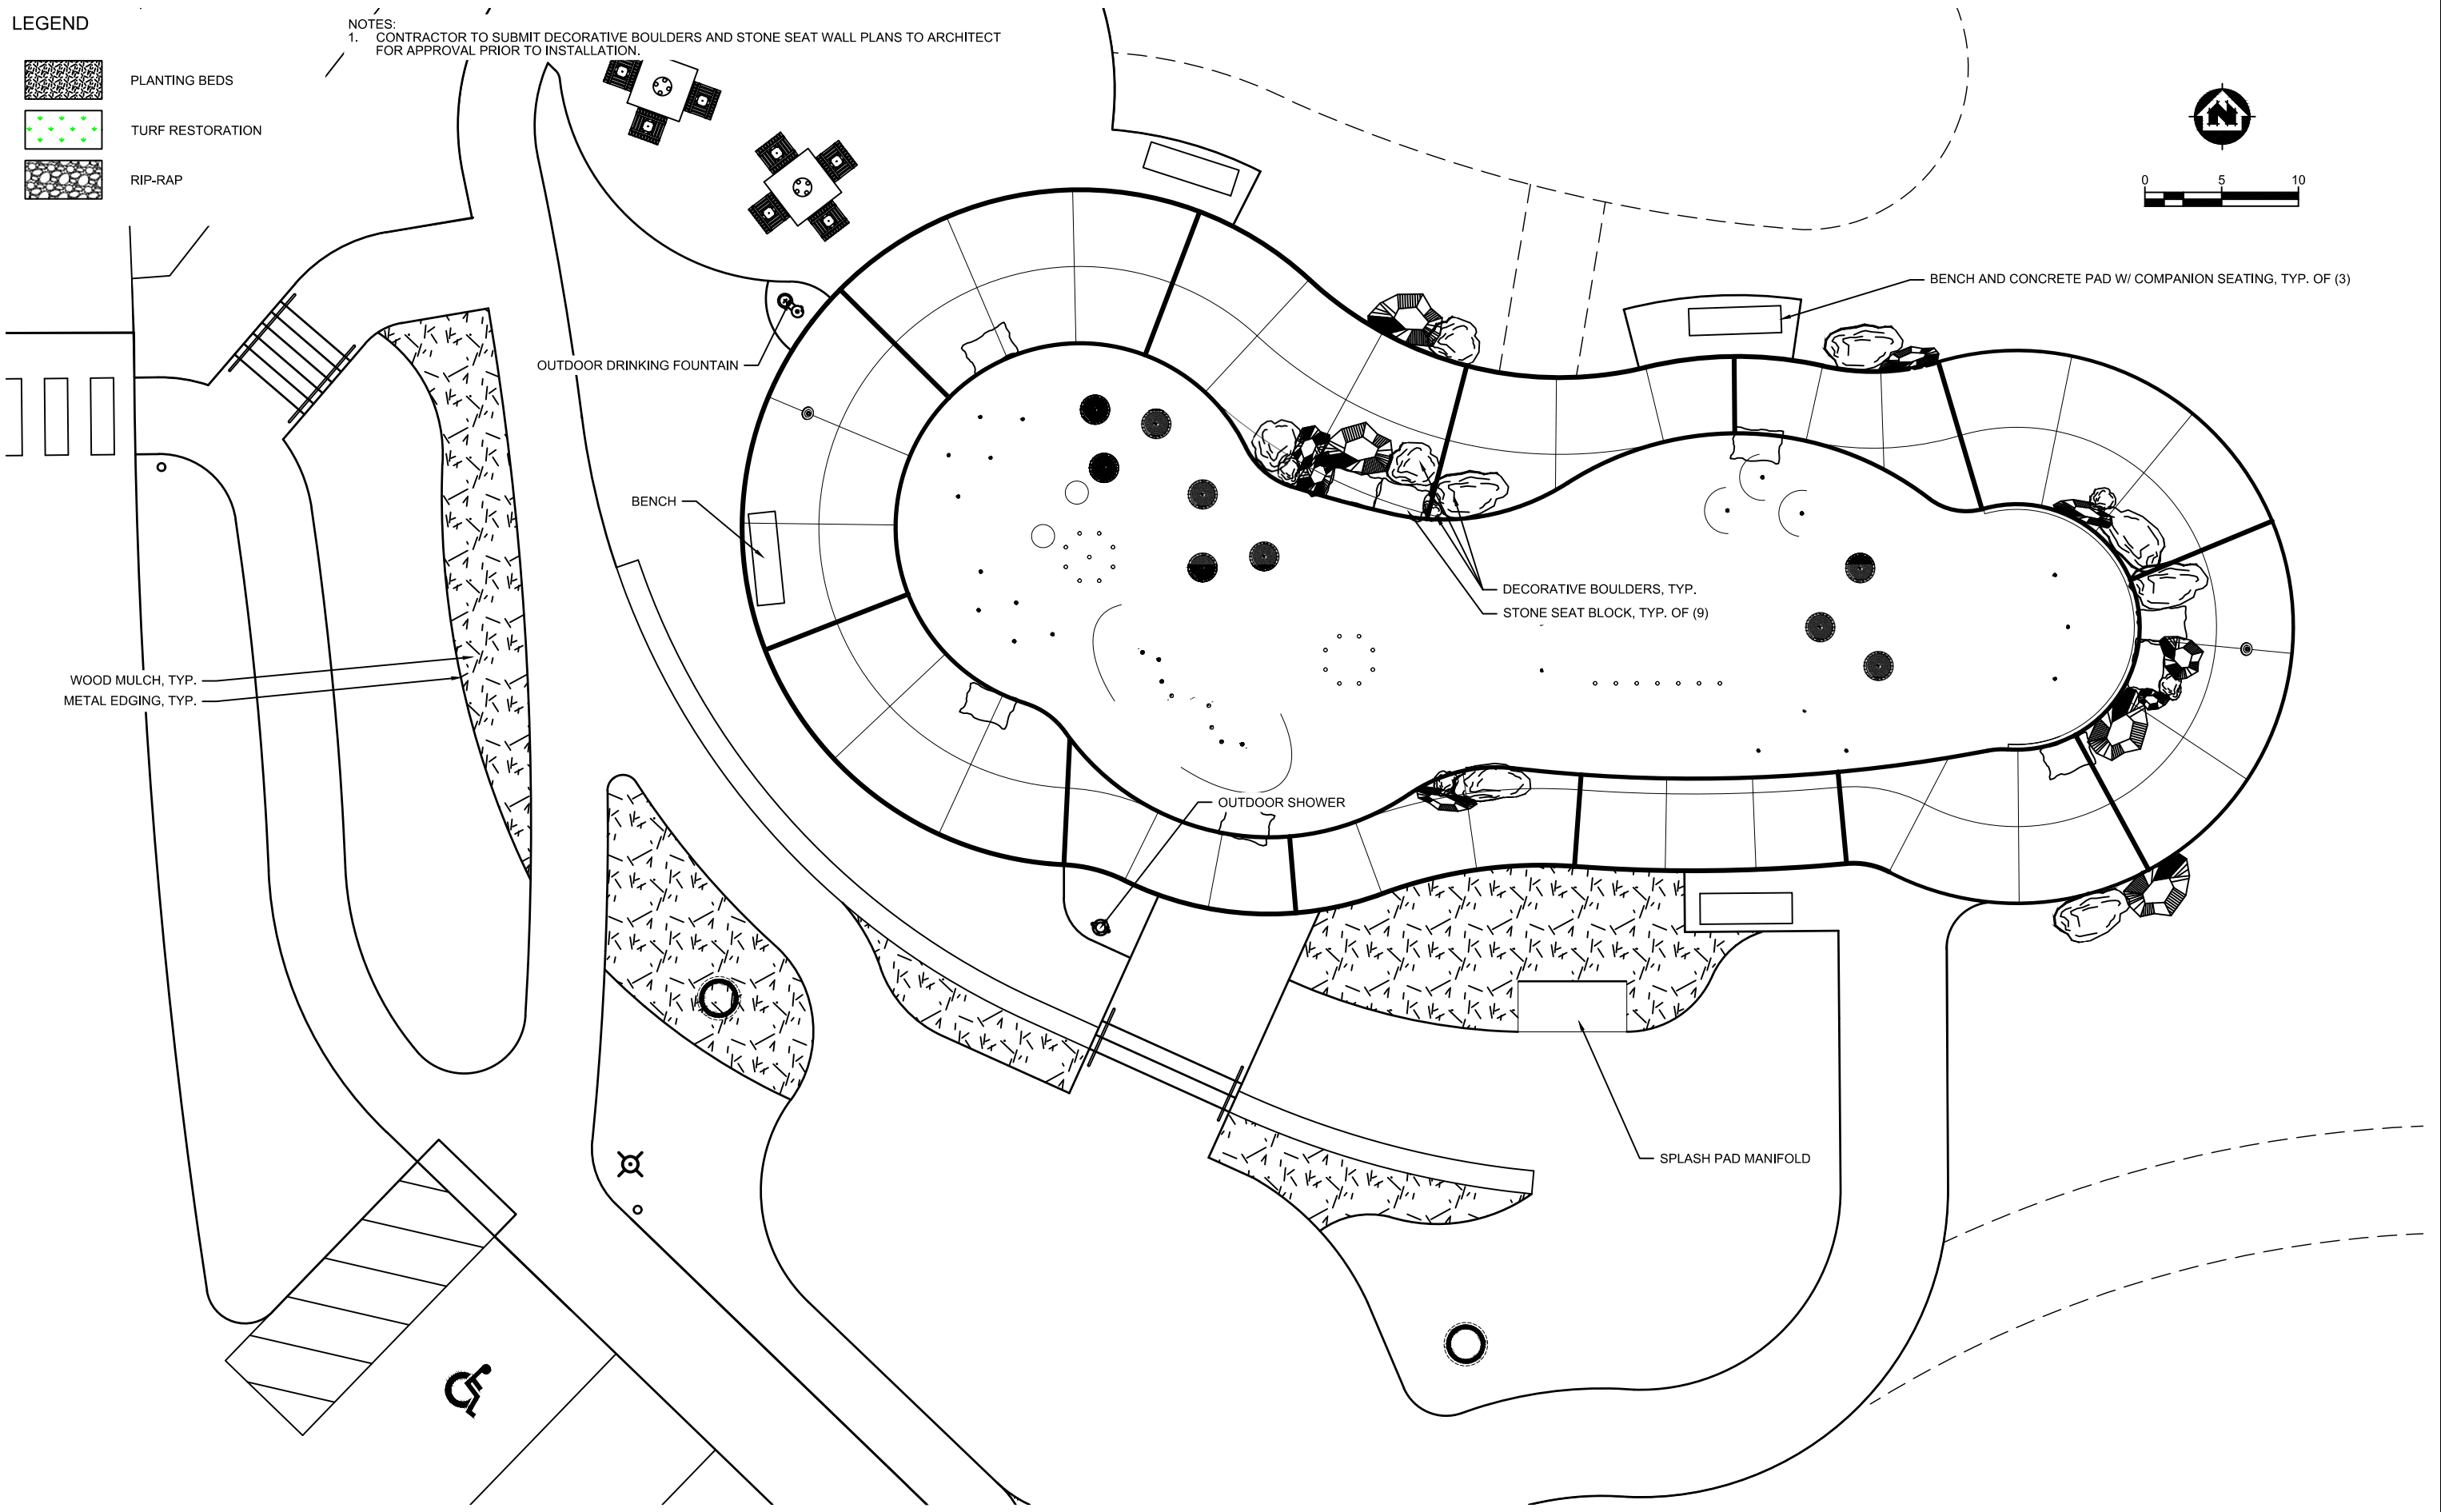 LEGEND
PLANTING BEDS
TURF RESTORATION
RIP-RAP
NOTES:
1. CONTRACTOR TO SUBMIT DECORATIVE BOULDERS AND STONE SEAT WALL PLANS TO ARCHITECT
FOR APPROVAL PRIOR TO INSTALLATION.
N
0 5 10
BENCH AND CONCRETE PAD W/ COMPANION SEATING, TYP. OF (3)
OUTDOOR DRINKING FOUNTAIN
BENCH
DECORATIVE BOULDERS, TYP.
STONE SEAT BLOCK, TYP. OF (9)
WOOD MULCH, TYP.
METAL EDGING, TYP.
OUTDOOR SHOWER
SPLASH PAD MANIFOLD